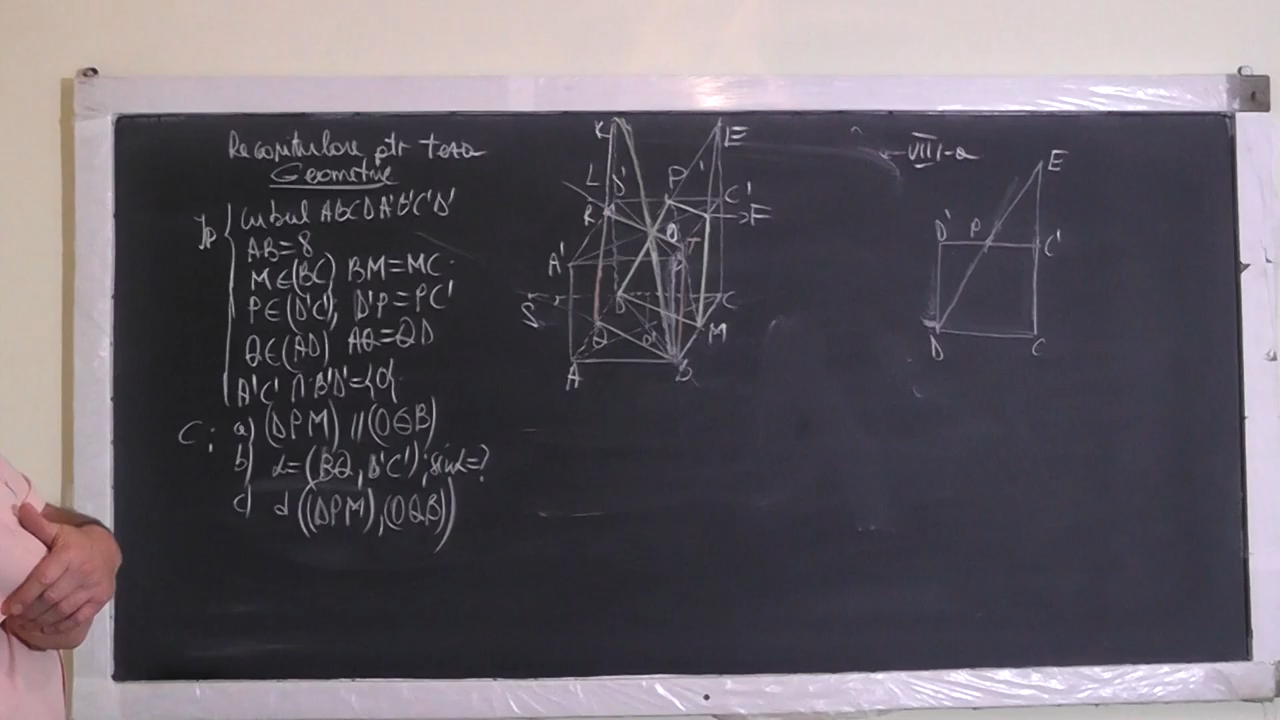 Recapitulare ptr teza
Geometrie
VIII-a
Ip
Cubul ABCDA'B'C'D'
AB=8
M∈(BC) BM=MC
P∈(D'C'), D'P=PC'
Q∈(AD) AQ=QD
A'C'∩B'D'={O}
C: a) (DPM) // (OQB)
b) α=(BQ, D'C'); sinα=?
c) d((DPM),(OQB))
K E
L D' P C'
R F
A' O T
S D C
Q O' M
A B
E
D' P C'
D C